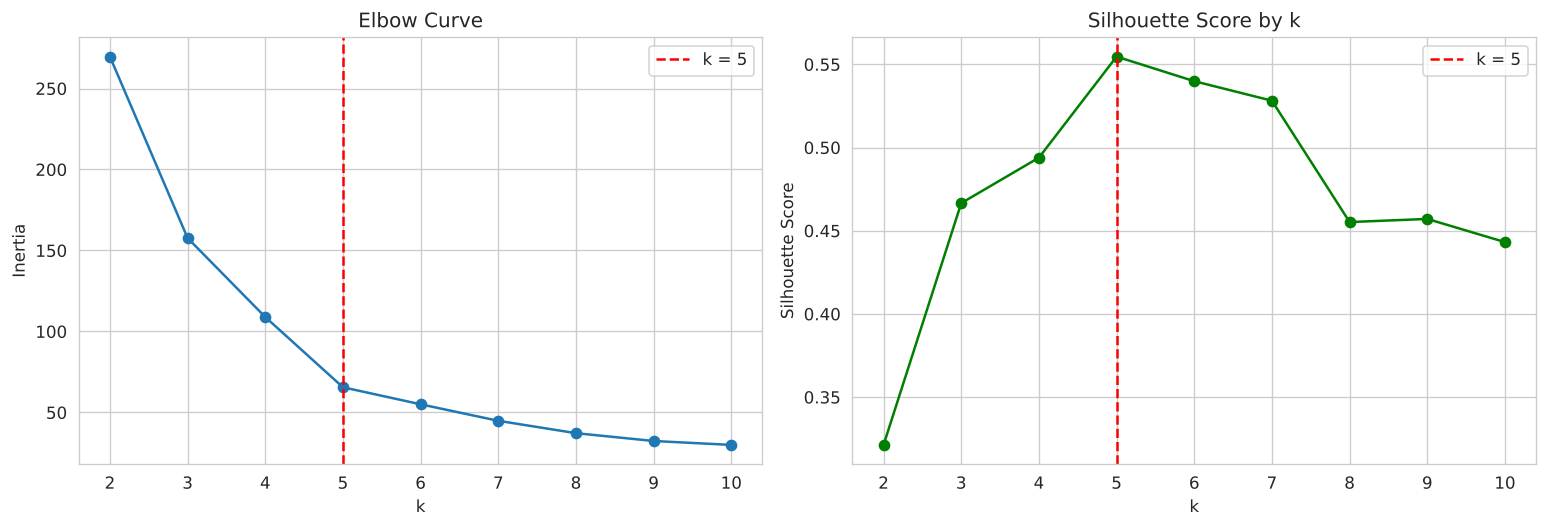 Elbow Curve
k = 5
Inertia
250
200
150
100
50
2 3 4 5 6 7 8 9 10
k
Silhouette Score by k
k = 5
Silhouette Score
0.55
0.50
0.45
0.40
0.35
2 3 4 5 6 7 8 9 10
k